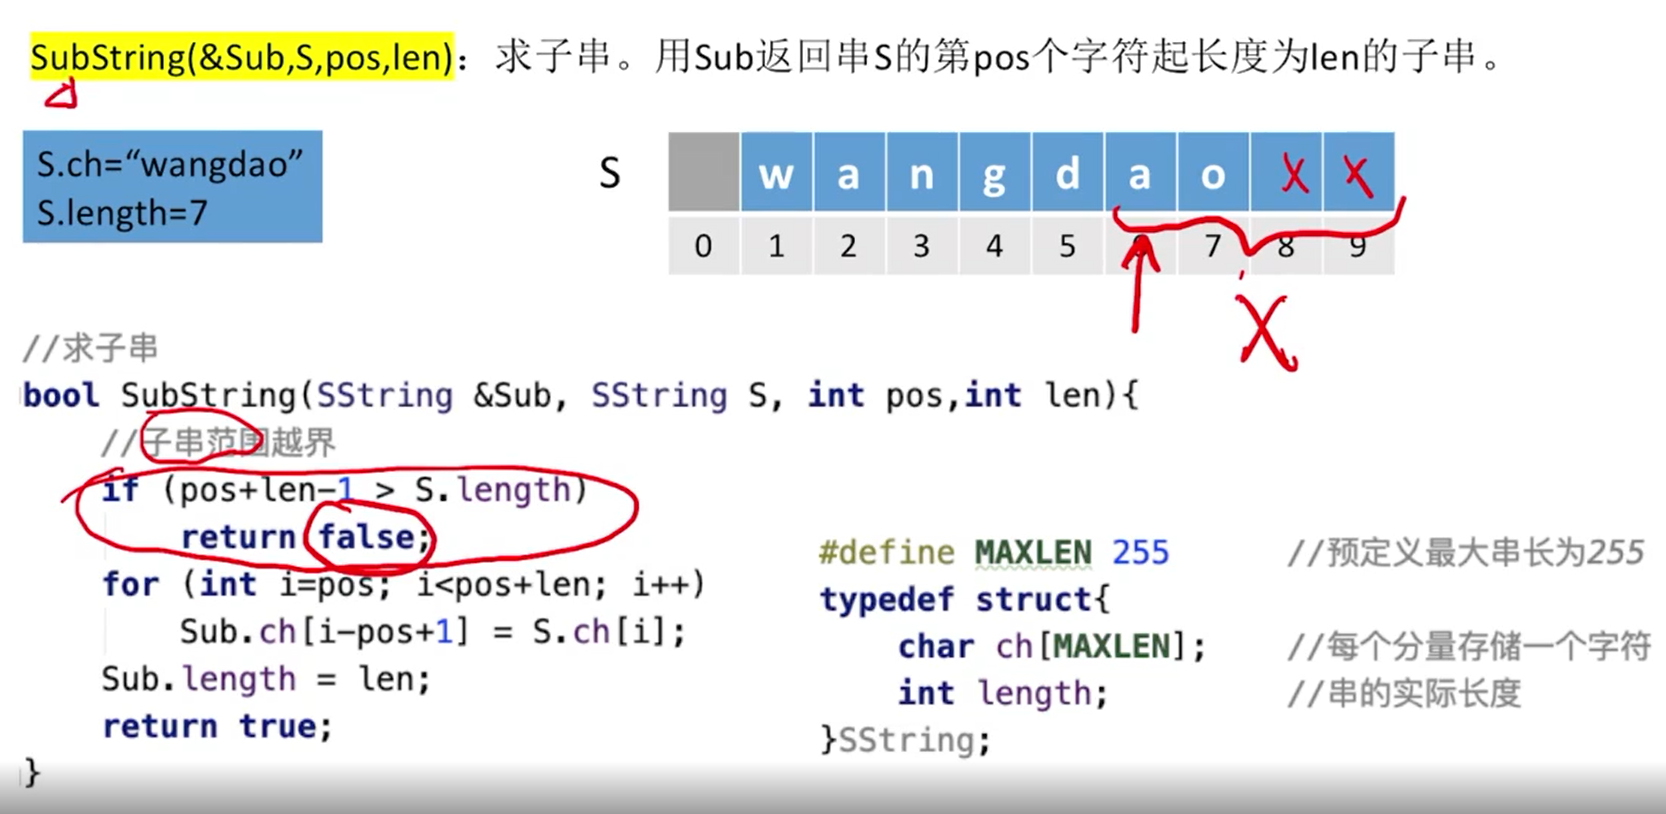 SubString(&Sub,S,pos,len)：求子串。用Sub返回串S的第pos个字符起长度为len的子串。
S.ch=“wangdao”
S.length=7
S w a n g d a o X X
0 1 2 3 4 5 7 8 9
X
//求子串
bool SubString(SString &Sub, SString S, int pos,int len){
//子串范围越界
if (pos+len-1 > S.length)
return false;
for (int i=pos; i<pos+len; i++)
Sub.ch[i-pos+1] = S.ch[i];
Sub.length = len;
return true;
}
#define MAXLEN 255 //预定义最大串长为255
typedef struct{
char ch[MAXLEN]; //每个分量存储一个字符
int length; //串的实际长度
}SString;